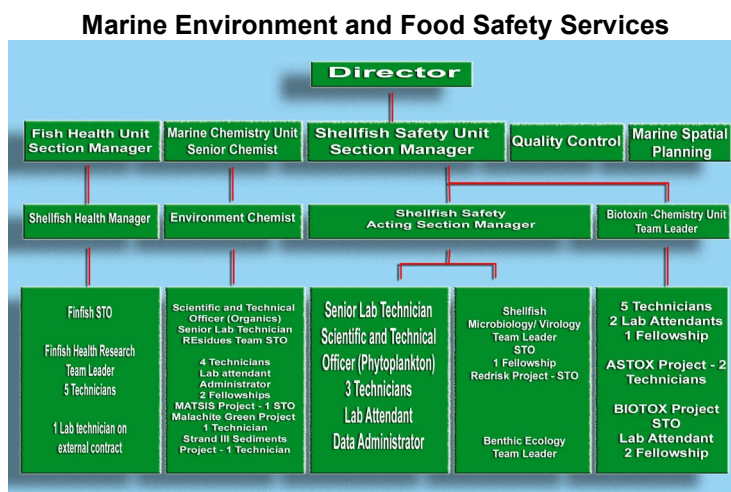 Marine Environment and Food Safety Services
Director
Fish Health Unit
Section Manager
Marine Chemistry Unit
Senior Chemist
Shellfish Safety Unit
Section Manager
Quality Control
Marine Spatial
Planning
Shellfish Health Manager
Environment Chemist
Shellfish Safety
Acting Section Manager
Biotoxin -Chemistry Unit
Team Leader
Finfish STO
Finfish Health Research
Team Leader
5 Technicians
1 Lab technician on
external contract
Scientific and Technical
Officer (Organics)
Senior Lab Technician
REsidues Team STO
4 Technicians
Lab attendant
Administrator
2 Fellowships
MATSIS Project - 1 STO
Malachite Green Project
1 Technician
Strand III Sediments
Project - 1 Technician
Senior Lab Technician
Scientific and Technical
Officer (Phytoplankton)
3 Technicians
Lab Attendant
Data Administrator
Shellfish
Microbiology/ Virology
Team Leader
STO
1 Fellowship
Redrisk Project - STO
Benthic Ecology
Team Leader
5 Technicians
2 Lab Attendants
1 Fellowship
ASTOX Project - 2
Technicians
BIOTOX Project
STO
Lab Attendant
2 Fellowship